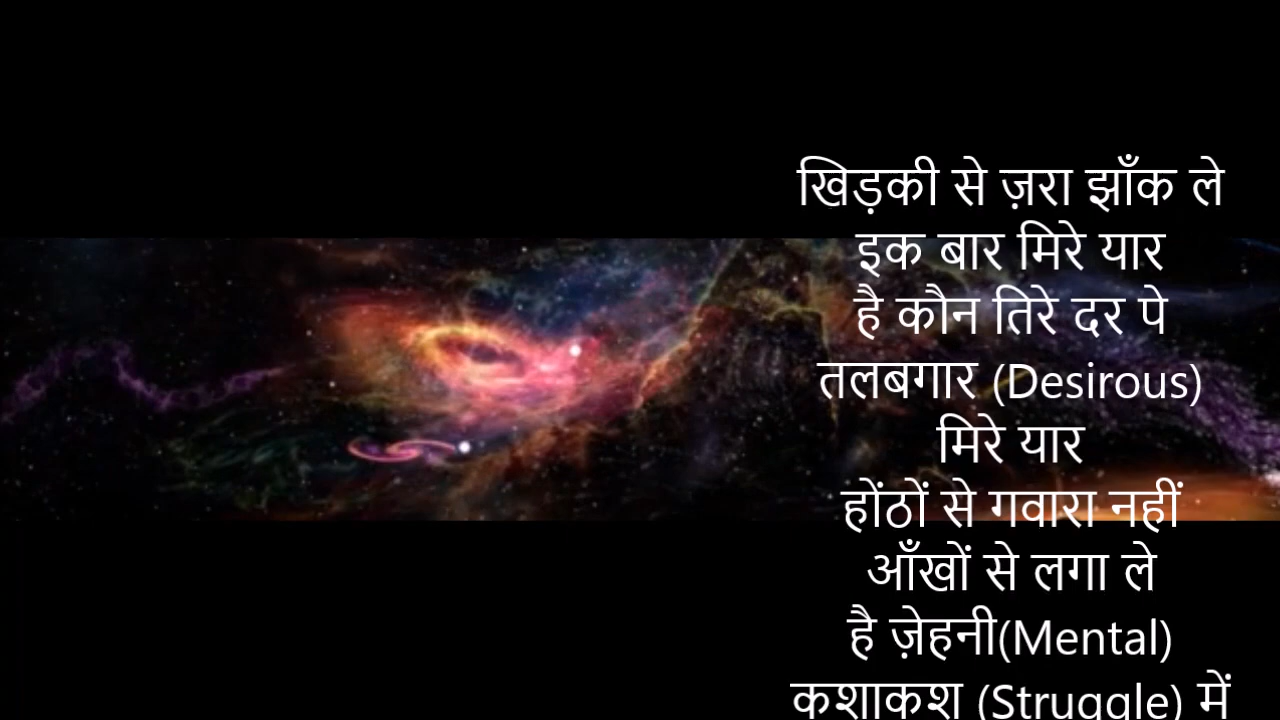 खिड़की से ज़रा झाँक ले
इक बार मिरे यार
है कौन तिरे दर पे
तलबगार (Desirous)
मिरे यार
होंठों से गवारा नहीं
आँखों से लगा ले
है ज़ेहनी(Mental)
कशाकश (Struggle) में